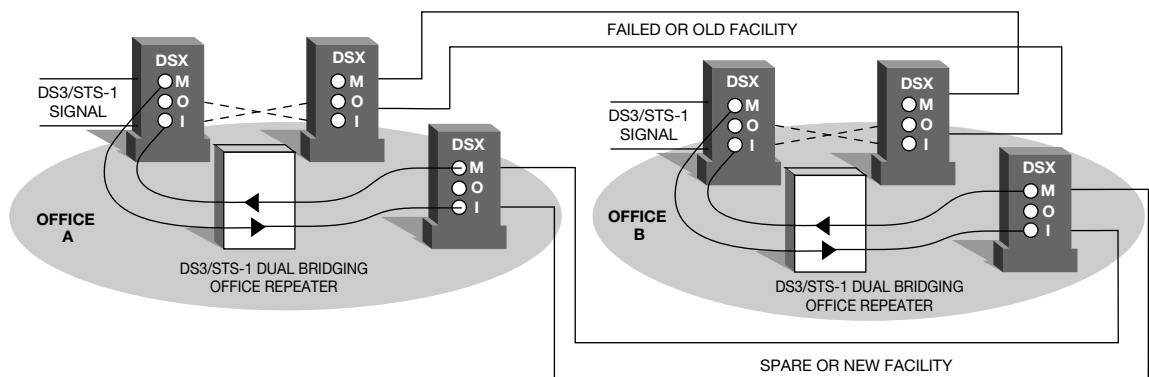 FAILED OR OLD FACILITY
DSX
M
O
I
DSX
M
O
I
DS3/STS-1
SIGNAL
DSX
M
O
I
OFFICE
A
DS3/STS-1 DUAL BRIDGING
OFFICE REPEATER
DSX
M
O
I
DSX
M
O
I
DS3/STS-1
SIGNAL
DSX
M
O
I
OFFICE
B
DS3/STS-1 DUAL BRIDGING
OFFICE REPEATER
SPARE OR NEW FACILITY